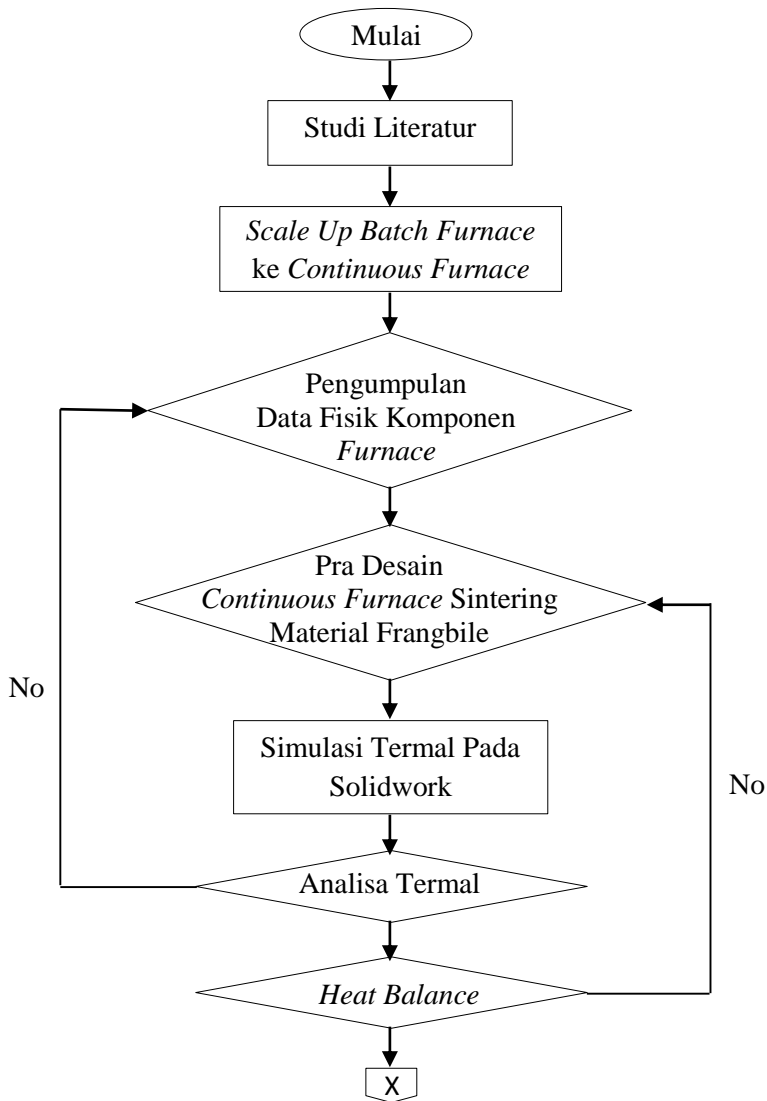 Mulai
Studi Literatur
Scale Up Batch Furnace
ke Continuous Furnace
Pengumpulan
Data Fisik Komponen
Furnace
Pra Desain
Continuous Furnace Sintering
Material Frangbile
No
Simulasi Termal Pada
Solidwork
No
Analisa Termal
Heat Balance
X